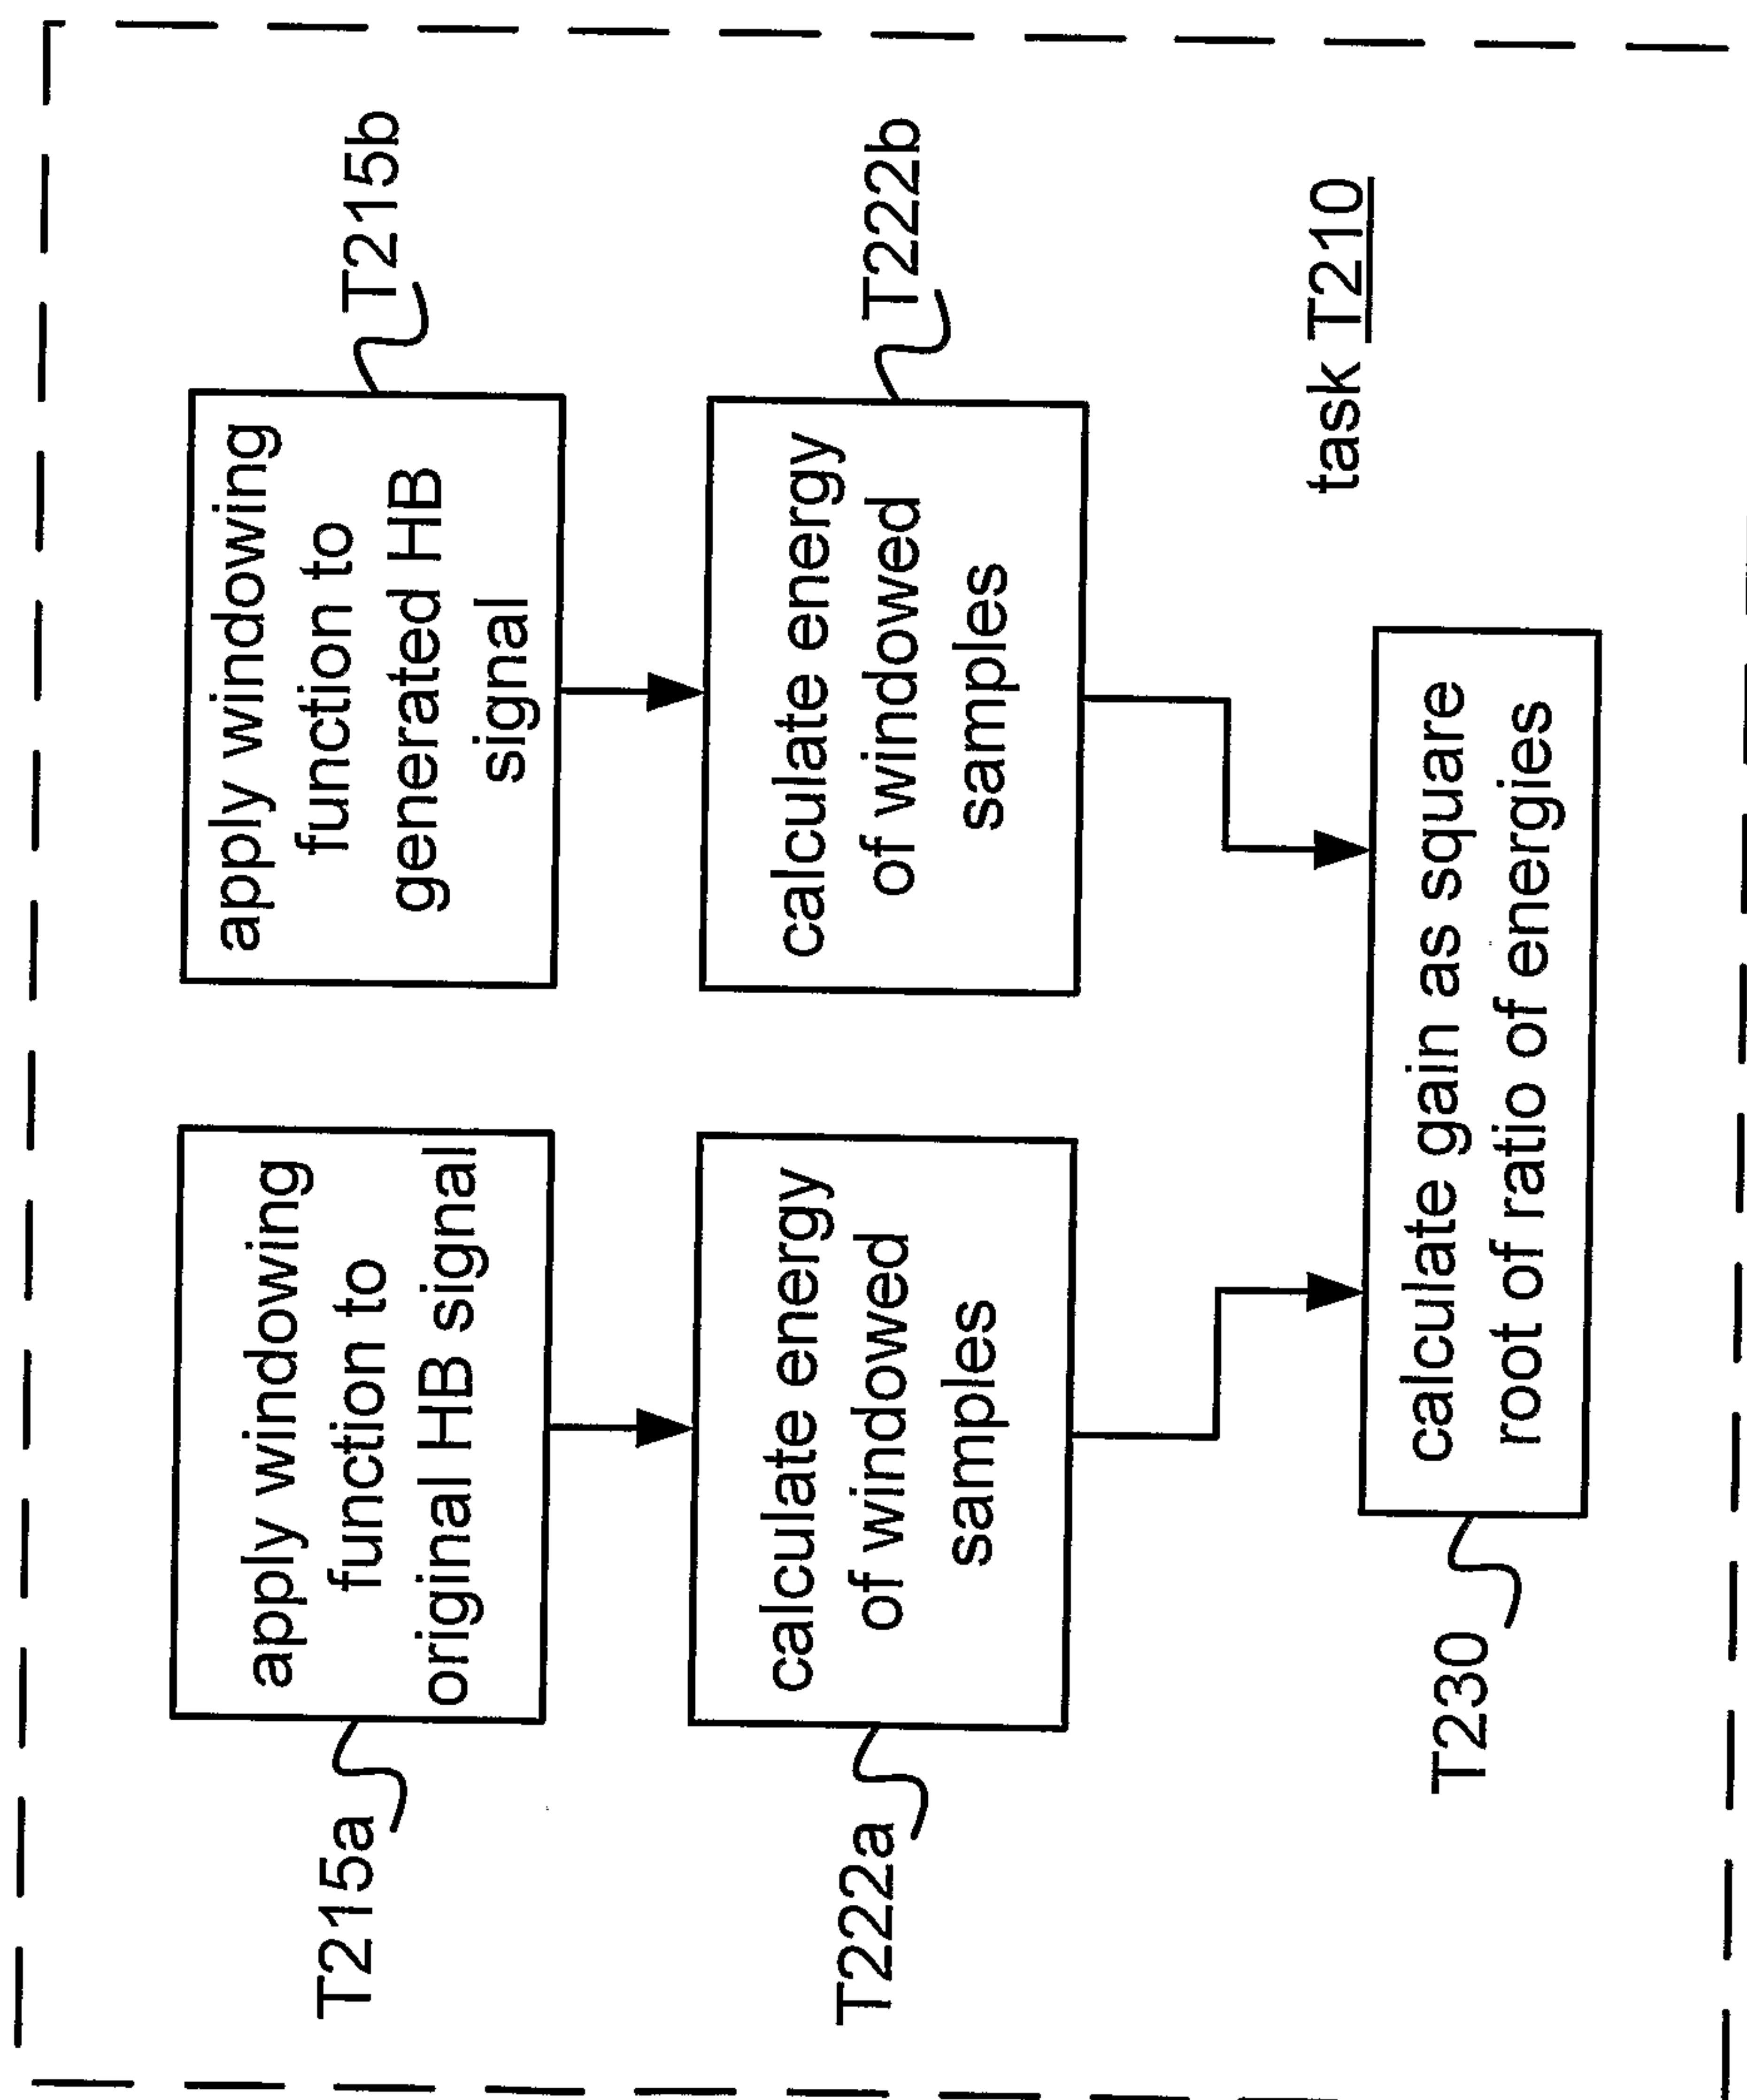 T215a
apply windowing
function to
original HB signal
apply windowing
function to
generated HB
signal
T215b
T222a
calculate energy
of windowed
samples
calculate energy
of windowed
samples
T222b
task T210
T230
calculate gain as square
root of ratio of energies